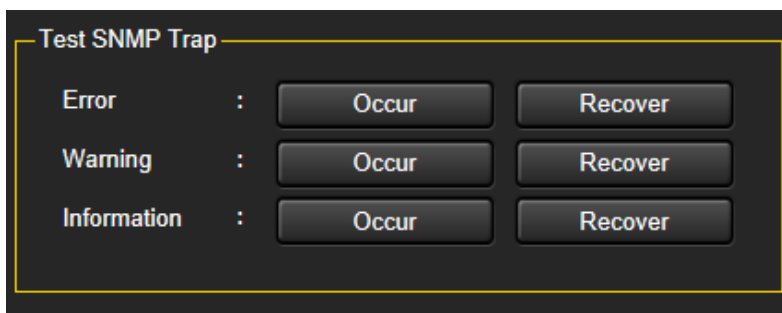 Test SNMP Trap
Error : Occur Recover
Warning : Occur Recover
Information : Occur Recover